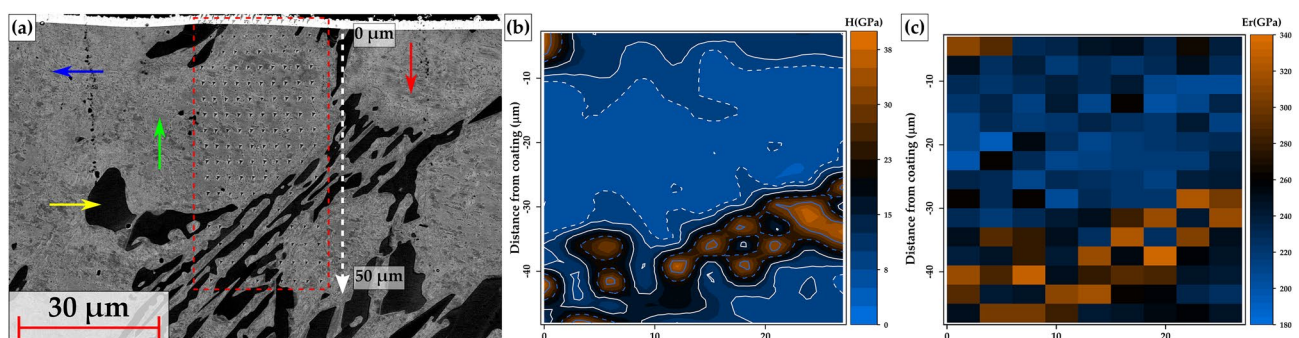 (a)
0 μm
50 μm
30 μm
(b)
H(GPa)
Distance from coating (μm)
-10
-20
-30
-40
0
10
20
38
30
23
15
8
0
(c)
Er(GPa)
Distance from coating (μm)
-10
-20
-30
-40
0
20
340
320
300
280
260
240
220
200
180